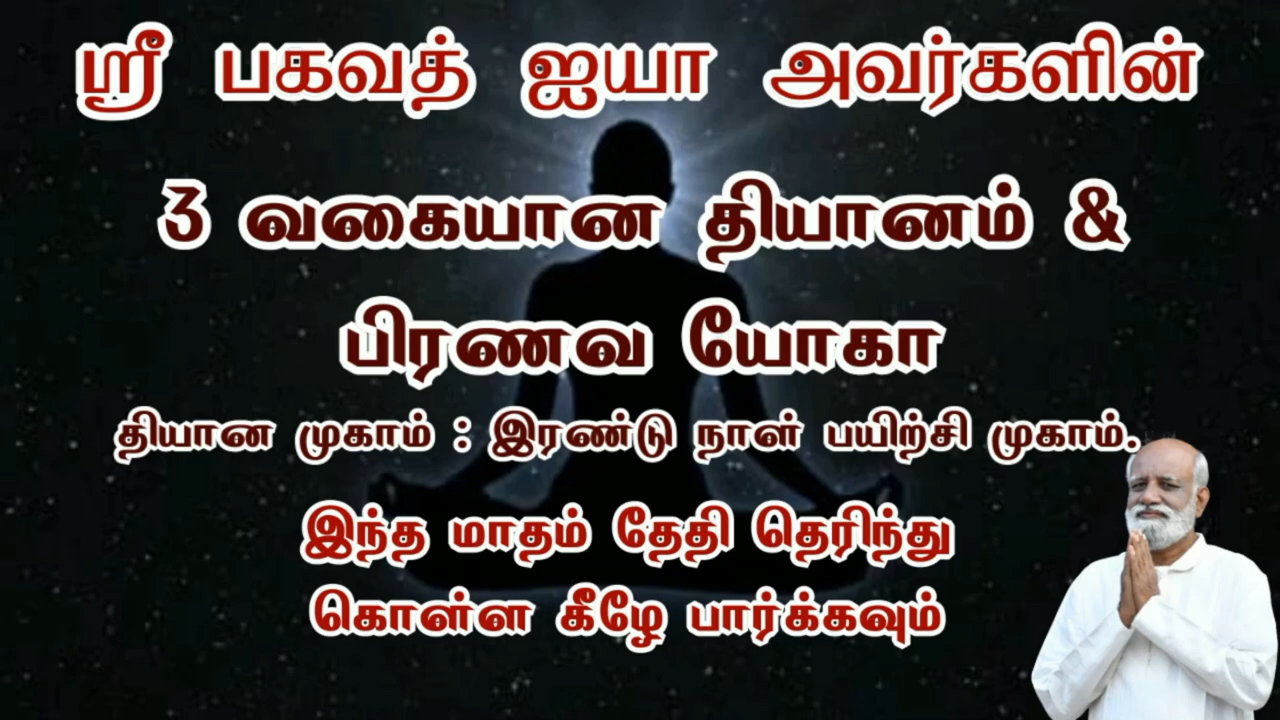 ஸ்ரீ பகவத் ஐயா அவர்களின்
3 வகையான தியானம் &
பிரணவ யோகா
தியான முகாம் : இரண்டு நாள் பயிற்சி முகாம்.
இந்த மாதம் தேதி தெரிந்து
கொள்ள கீழே பார்க்கவும்